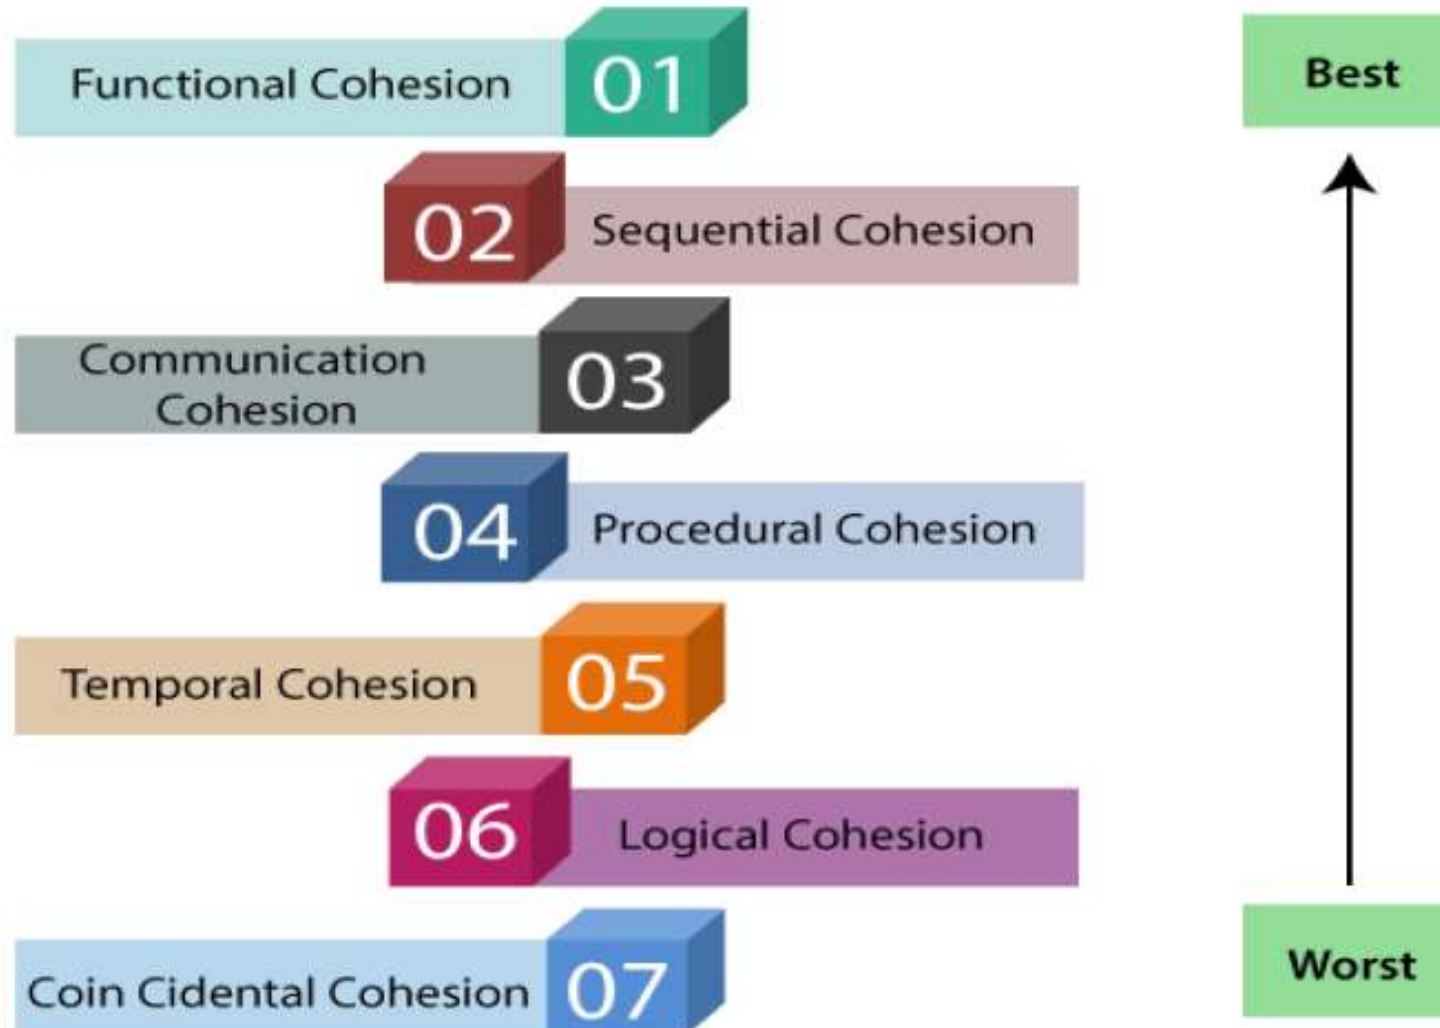 Functional Cohesion 01
Best
02 Sequential Cohesion
Communication
Cohesion
03
04 Procedural Cohesion
Temporal Cohesion 05
06 Logical Cohesion
Coin Cidental Cohesion 07
Worst